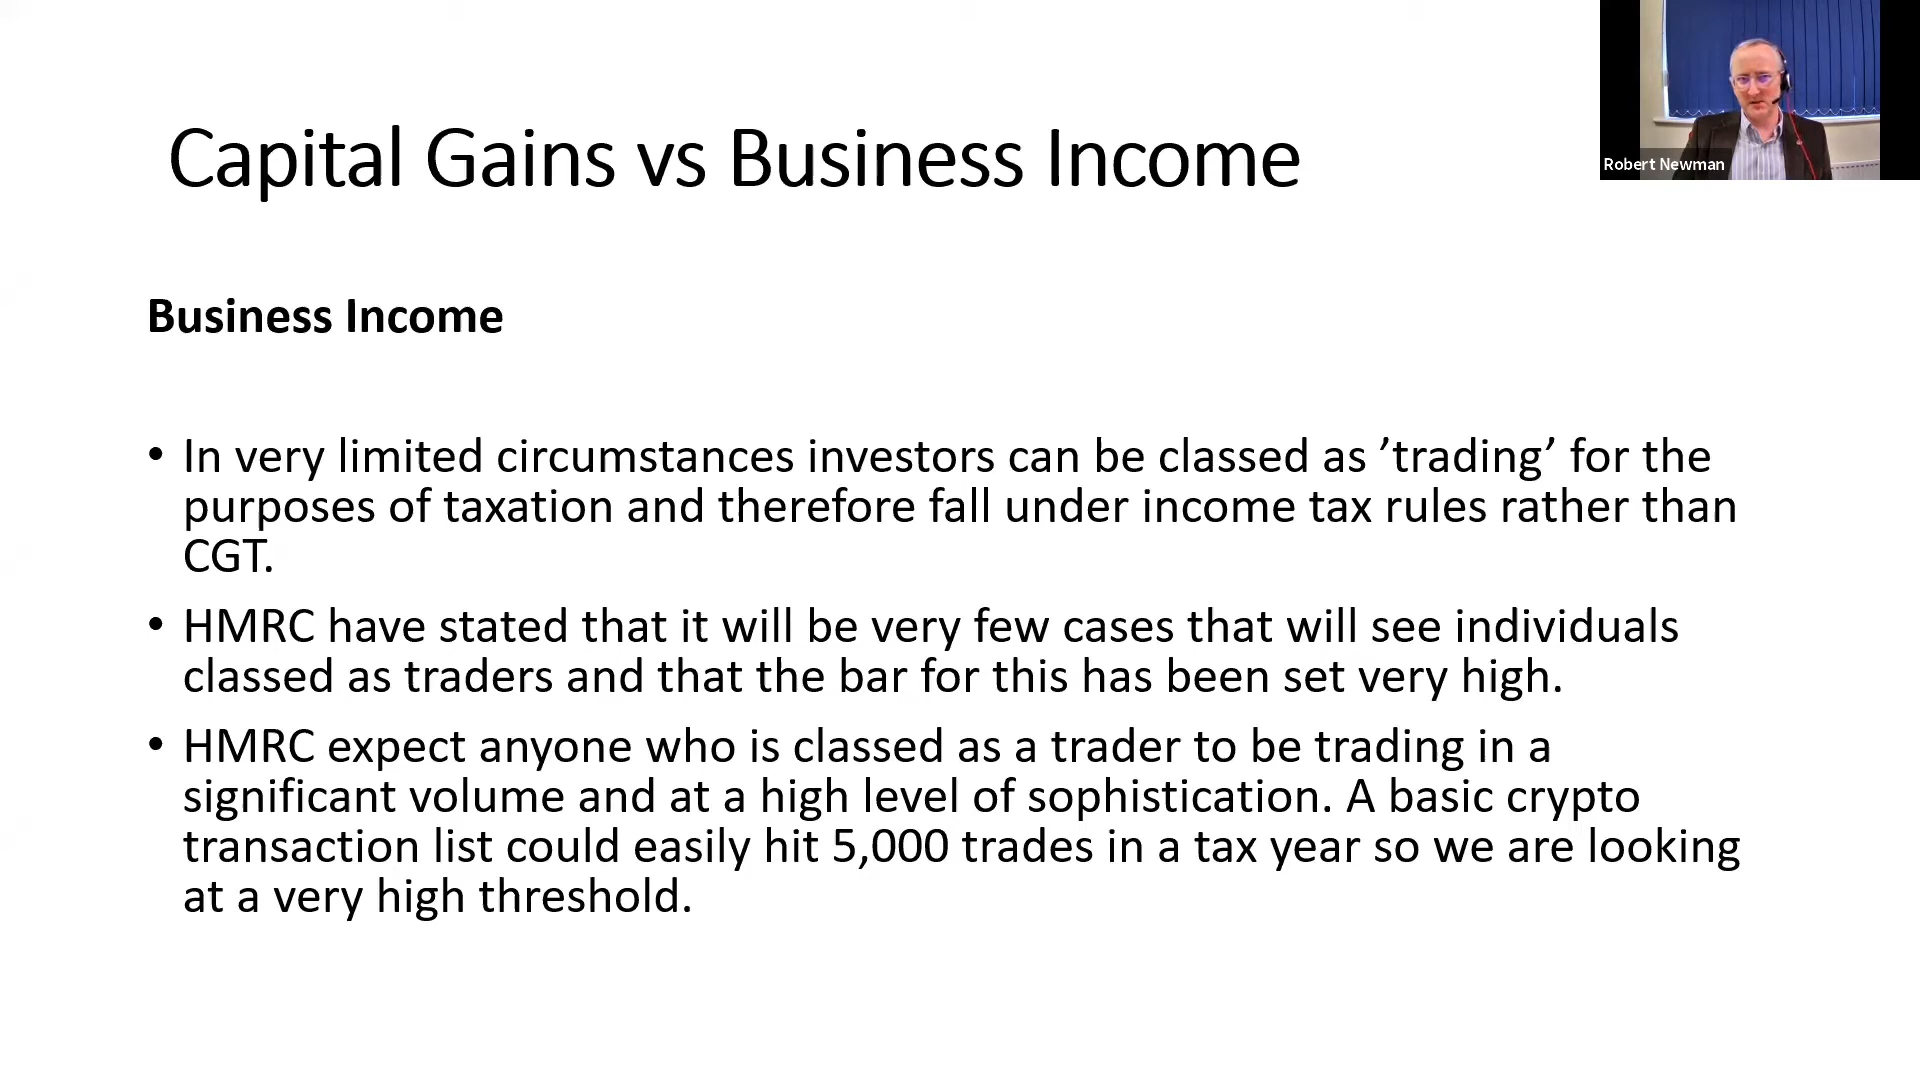 Capital Gains vs Business Income
Robert Newman
Business Income
• In very limited circumstances investors can be classed as ’trading’ for the
purposes of taxation and therefore fall under income tax rules rather than
CGT.
• HMRC have stated that it will be very few cases that will see individuals
classed as traders and that the bar for this has been set very high.
• HMRC expect anyone who is classed as a trader to be trading in a
significant volume and at a high level of sophistication. A basic crypto
transaction list could easily hit 5,000 trades in a tax year so we are looking
at a very high threshold.